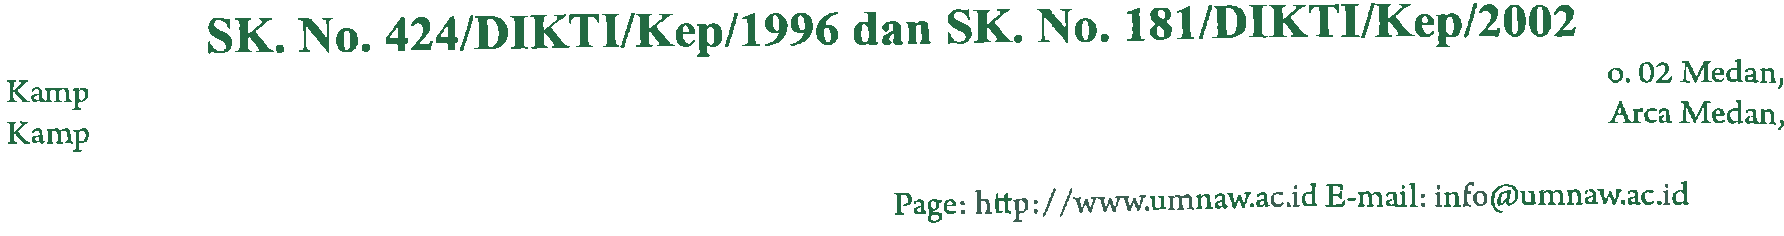 SK. No. 424/DIKTI/Kep/1996 dan SK. No. 181/DIKTI/Kep/2002
Kamp o. 02 Medan,
Kamp Arca Medan,
Page: http://www.umnaw.ac.id E-mail: info@umnaw.ac.id